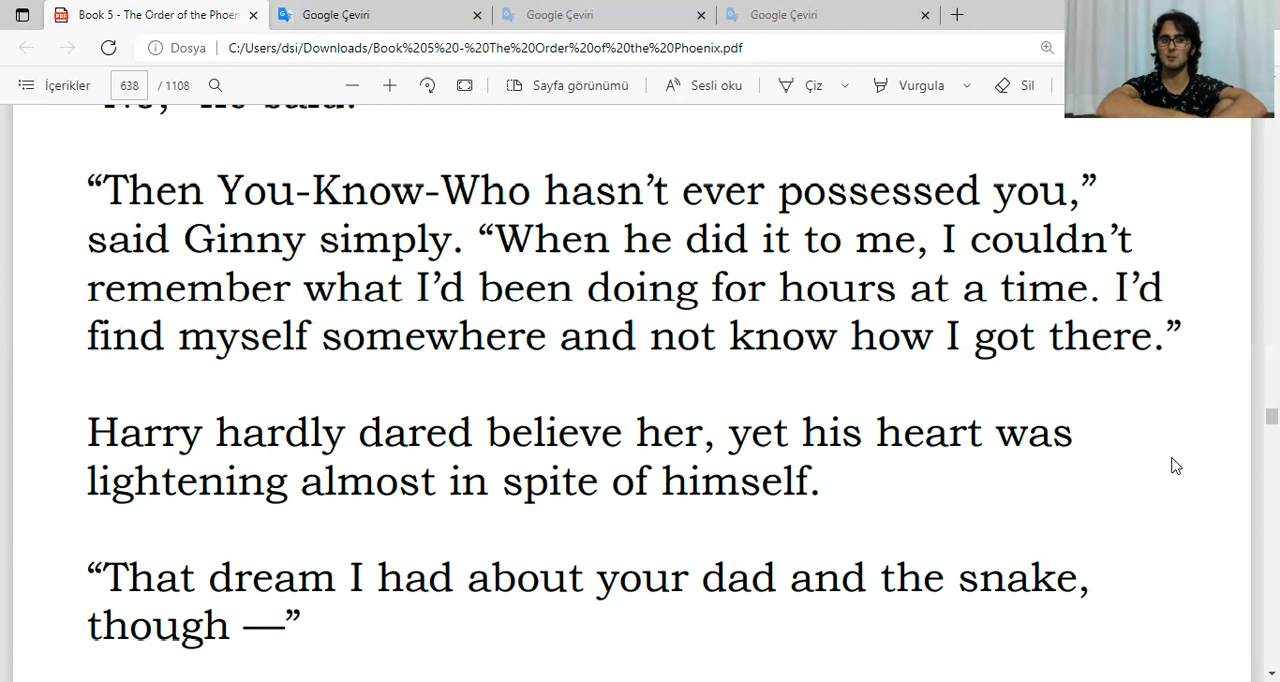 Book 5 - The Order of the Phoen
Google Çeviri
Google Çeviri
Google Çeviri
Dosya
C:/Users/dsi/Downloads/Book%205%20-%20The%20Order%20of%20the%20Phoenix.pdf
İçerikler
638
/ 1108
Sayfa görünümü
Sesli oku
Çiz
Vurgula
Sil
“No,” he said.
“Then You-Know-Who hasn’t ever possessed you,”
said Ginny simply. “When he did it to me, I couldn’t
remember what I’d been doing for hours at a time. I’d
find myself somewhere and not know how I got there.”
Harry hardly dared believe her, yet his heart was
lightening almost in spite of himself.
“That dream I had about your dad and the snake,
though —”